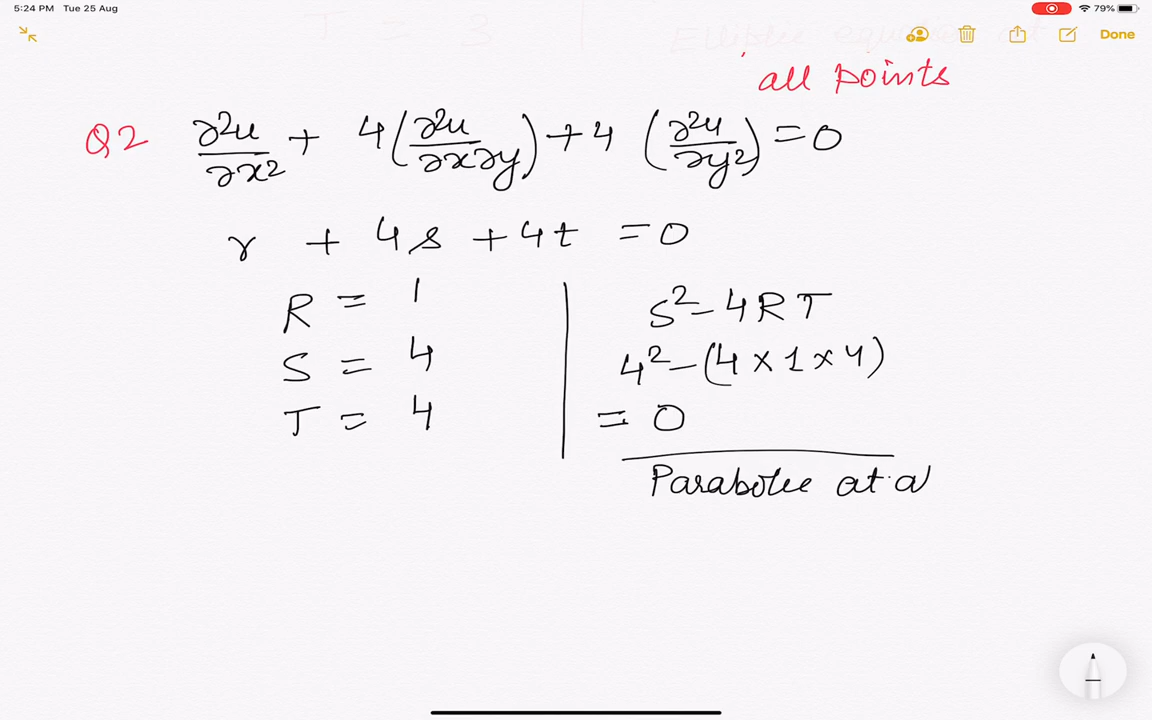 5:24 PM Tue 25 Aug
79%
Done
all points
Q2 ∂²u/∂x² + 4(∂²u/∂x∂y) + 4(∂²u/∂y²) = 0
r + 4s + 4t = 0
R = 1
S = 4
T = 4
S² - 4RT
4² - (4 × 1 × 4)
= 0
Parabolic at a